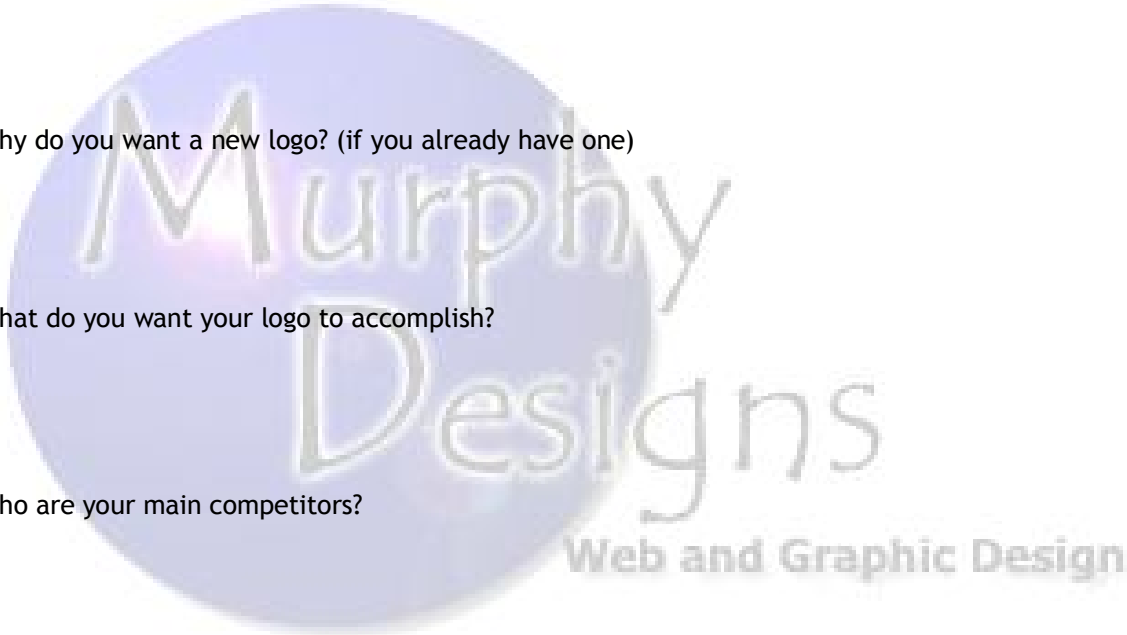 hy do you want a new logo? (if you already have one)
Murphy
hat do you want your logo to accomplish?
Designs
ho are your main competitors?
Web and Graphic Design